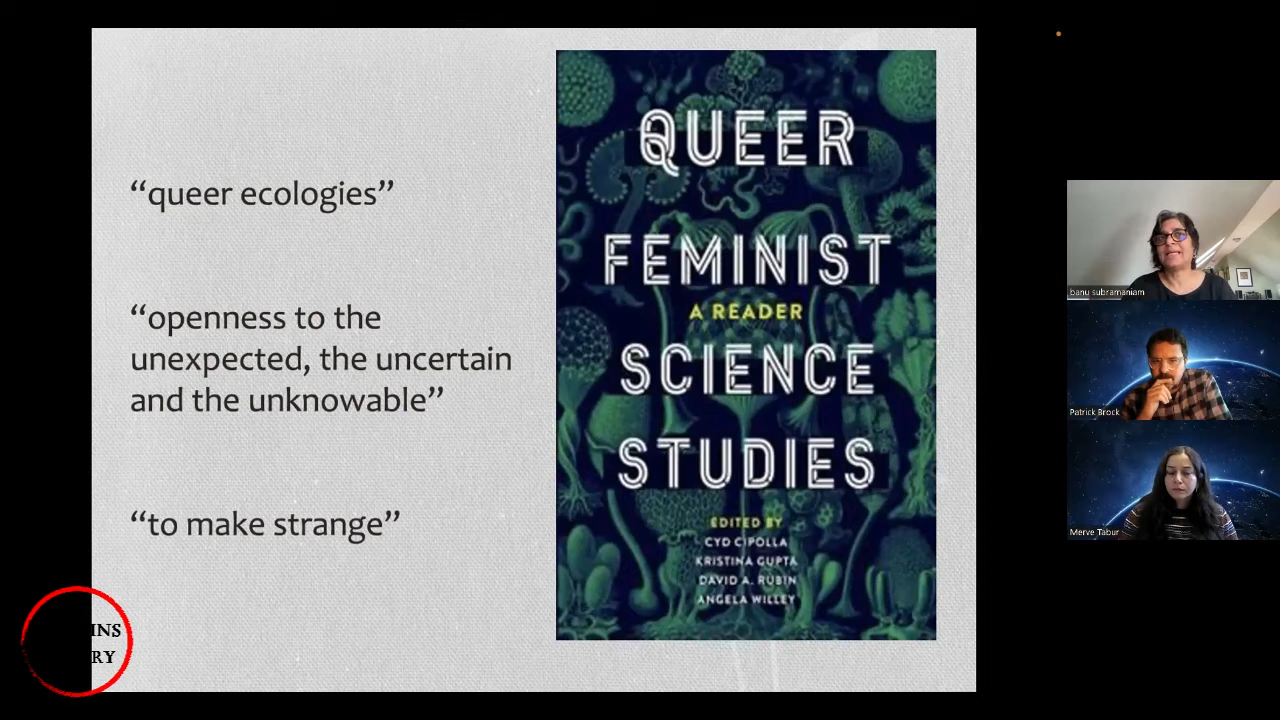 “queer ecologies”
“openness to the
unexpected, the uncertain
and the unknowable”
“to make strange”
QUEER
FEMINIST
A READER
SCIENCE
STUDIES
EDITED BY
CYD CIPOLLA
KRISTINA GUPTA
DAVID A. RUBIN
ANGELA WILLEY
banu subramaniam
Patrick Brock
Merve Tabur
INS
RY